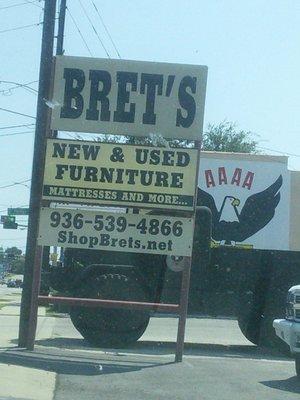 BRET'S
NEW & USED
FURNITURE
MATTRESSES AND MORE...
936-539-4866
SHOPBRETS.NET
AAAA